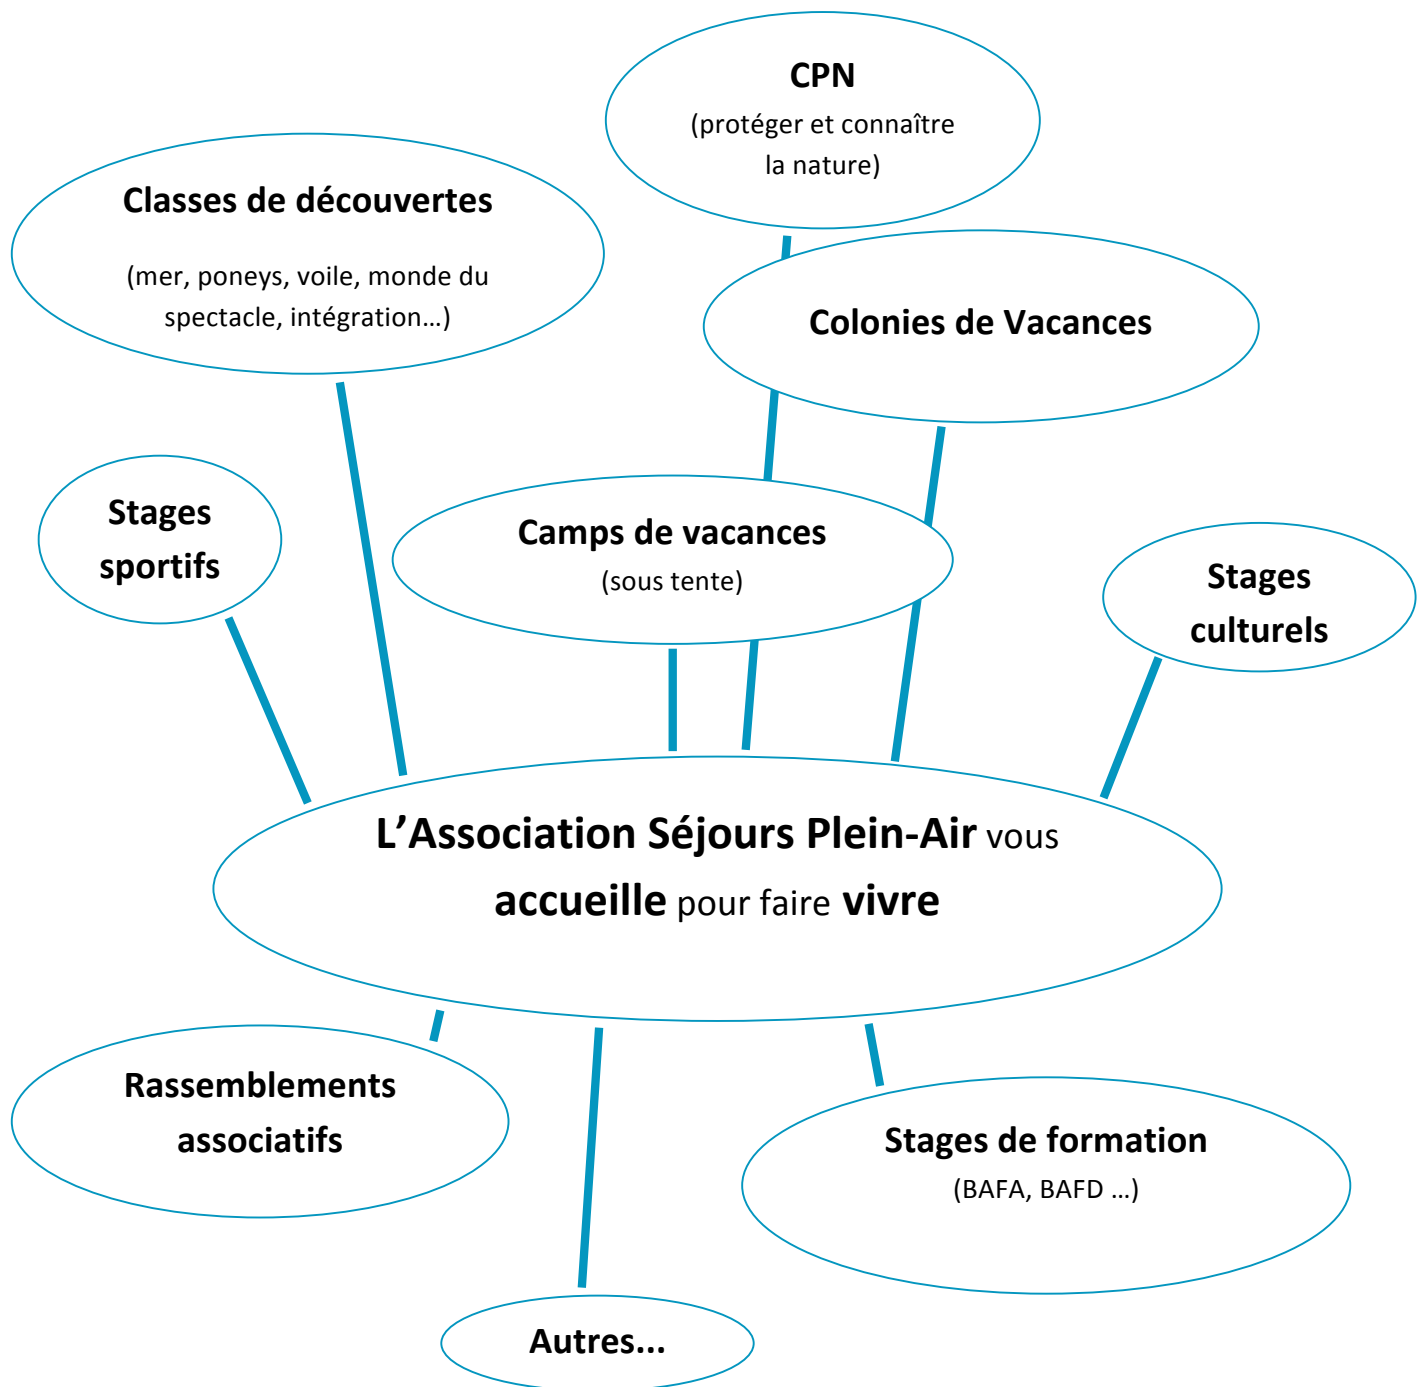 CPN
(protéger et connaître
la nature)
Classes de découvertes
(mer, poneys, voile, monde du
spectacle, intégration…)
Colonies de Vacances
Stages
sportifs
Camps de vacances
(sous tente)
Stages
culturels
L’Association Séjours Plein-Air vous
accueille pour faire vivre
Rassemblements
associatifs
Stages de formation
(BAFA, BAFD …)
Autres...